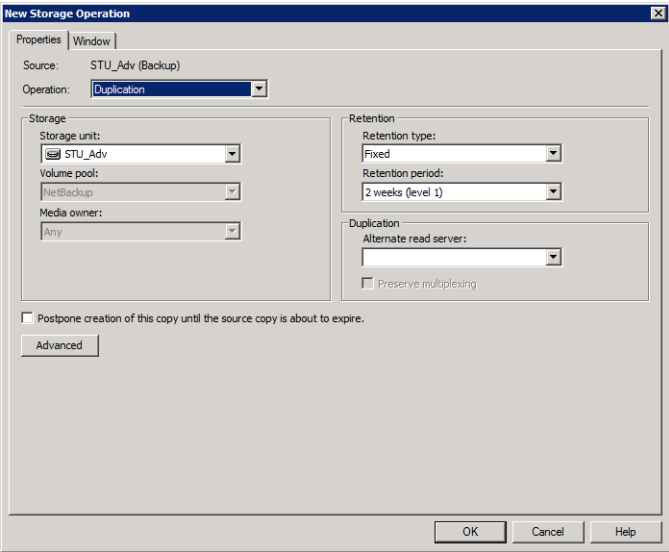 New Storage Operation
Properties Window
Source: STU_Adv (Backup)
Operation: Duplication
Storage
Storage unit:
STU_Adv
Volume pool:
NetBackup
Media owner:
Any
Retention
Retention type:
Fixed
Retention period:
2 weeks (level 1)
Duplication
Alternate read server:
Preserve multiplexing
Postpone creation of this copy until the source copy is about to expire.
Advanced
OK Cancel Help